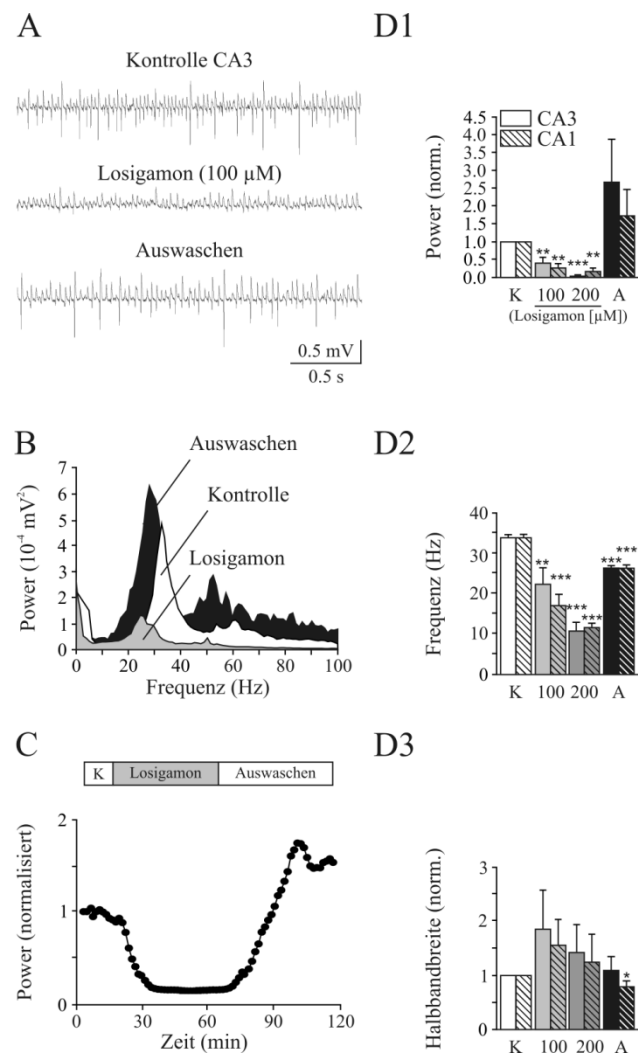 A
Kontrolle CA3
Losigamon (100 µM)
Auswaschen
0.5 mV
0.5 s
D1
CA3
CA1
Power (norm.)
4.5
4.0
3.5
3.0
2.5
2.0
1.5
1.0
0.5
0.0
** ** *** **
K 100 200 A
(Losigamon [µM])
B
Auswaschen
Kontrolle
Losigamon
Power (10⁻⁴ mV²)
7
6
5
4
3
2
1
0
0 20 40 60 80 100
Frequenz (Hz)
D2
Frequenz (Hz)
40
30
20
10
0
** *** *** *** *** ***
K 100 200 A
C
K Losigamon Auswaschen
Power (normalisiert)
2
1
0
0 30 60 90 120
Zeit (min)
D3
Halbbandbreite (norm.)
3
2
1
0
*
K 100 200 A